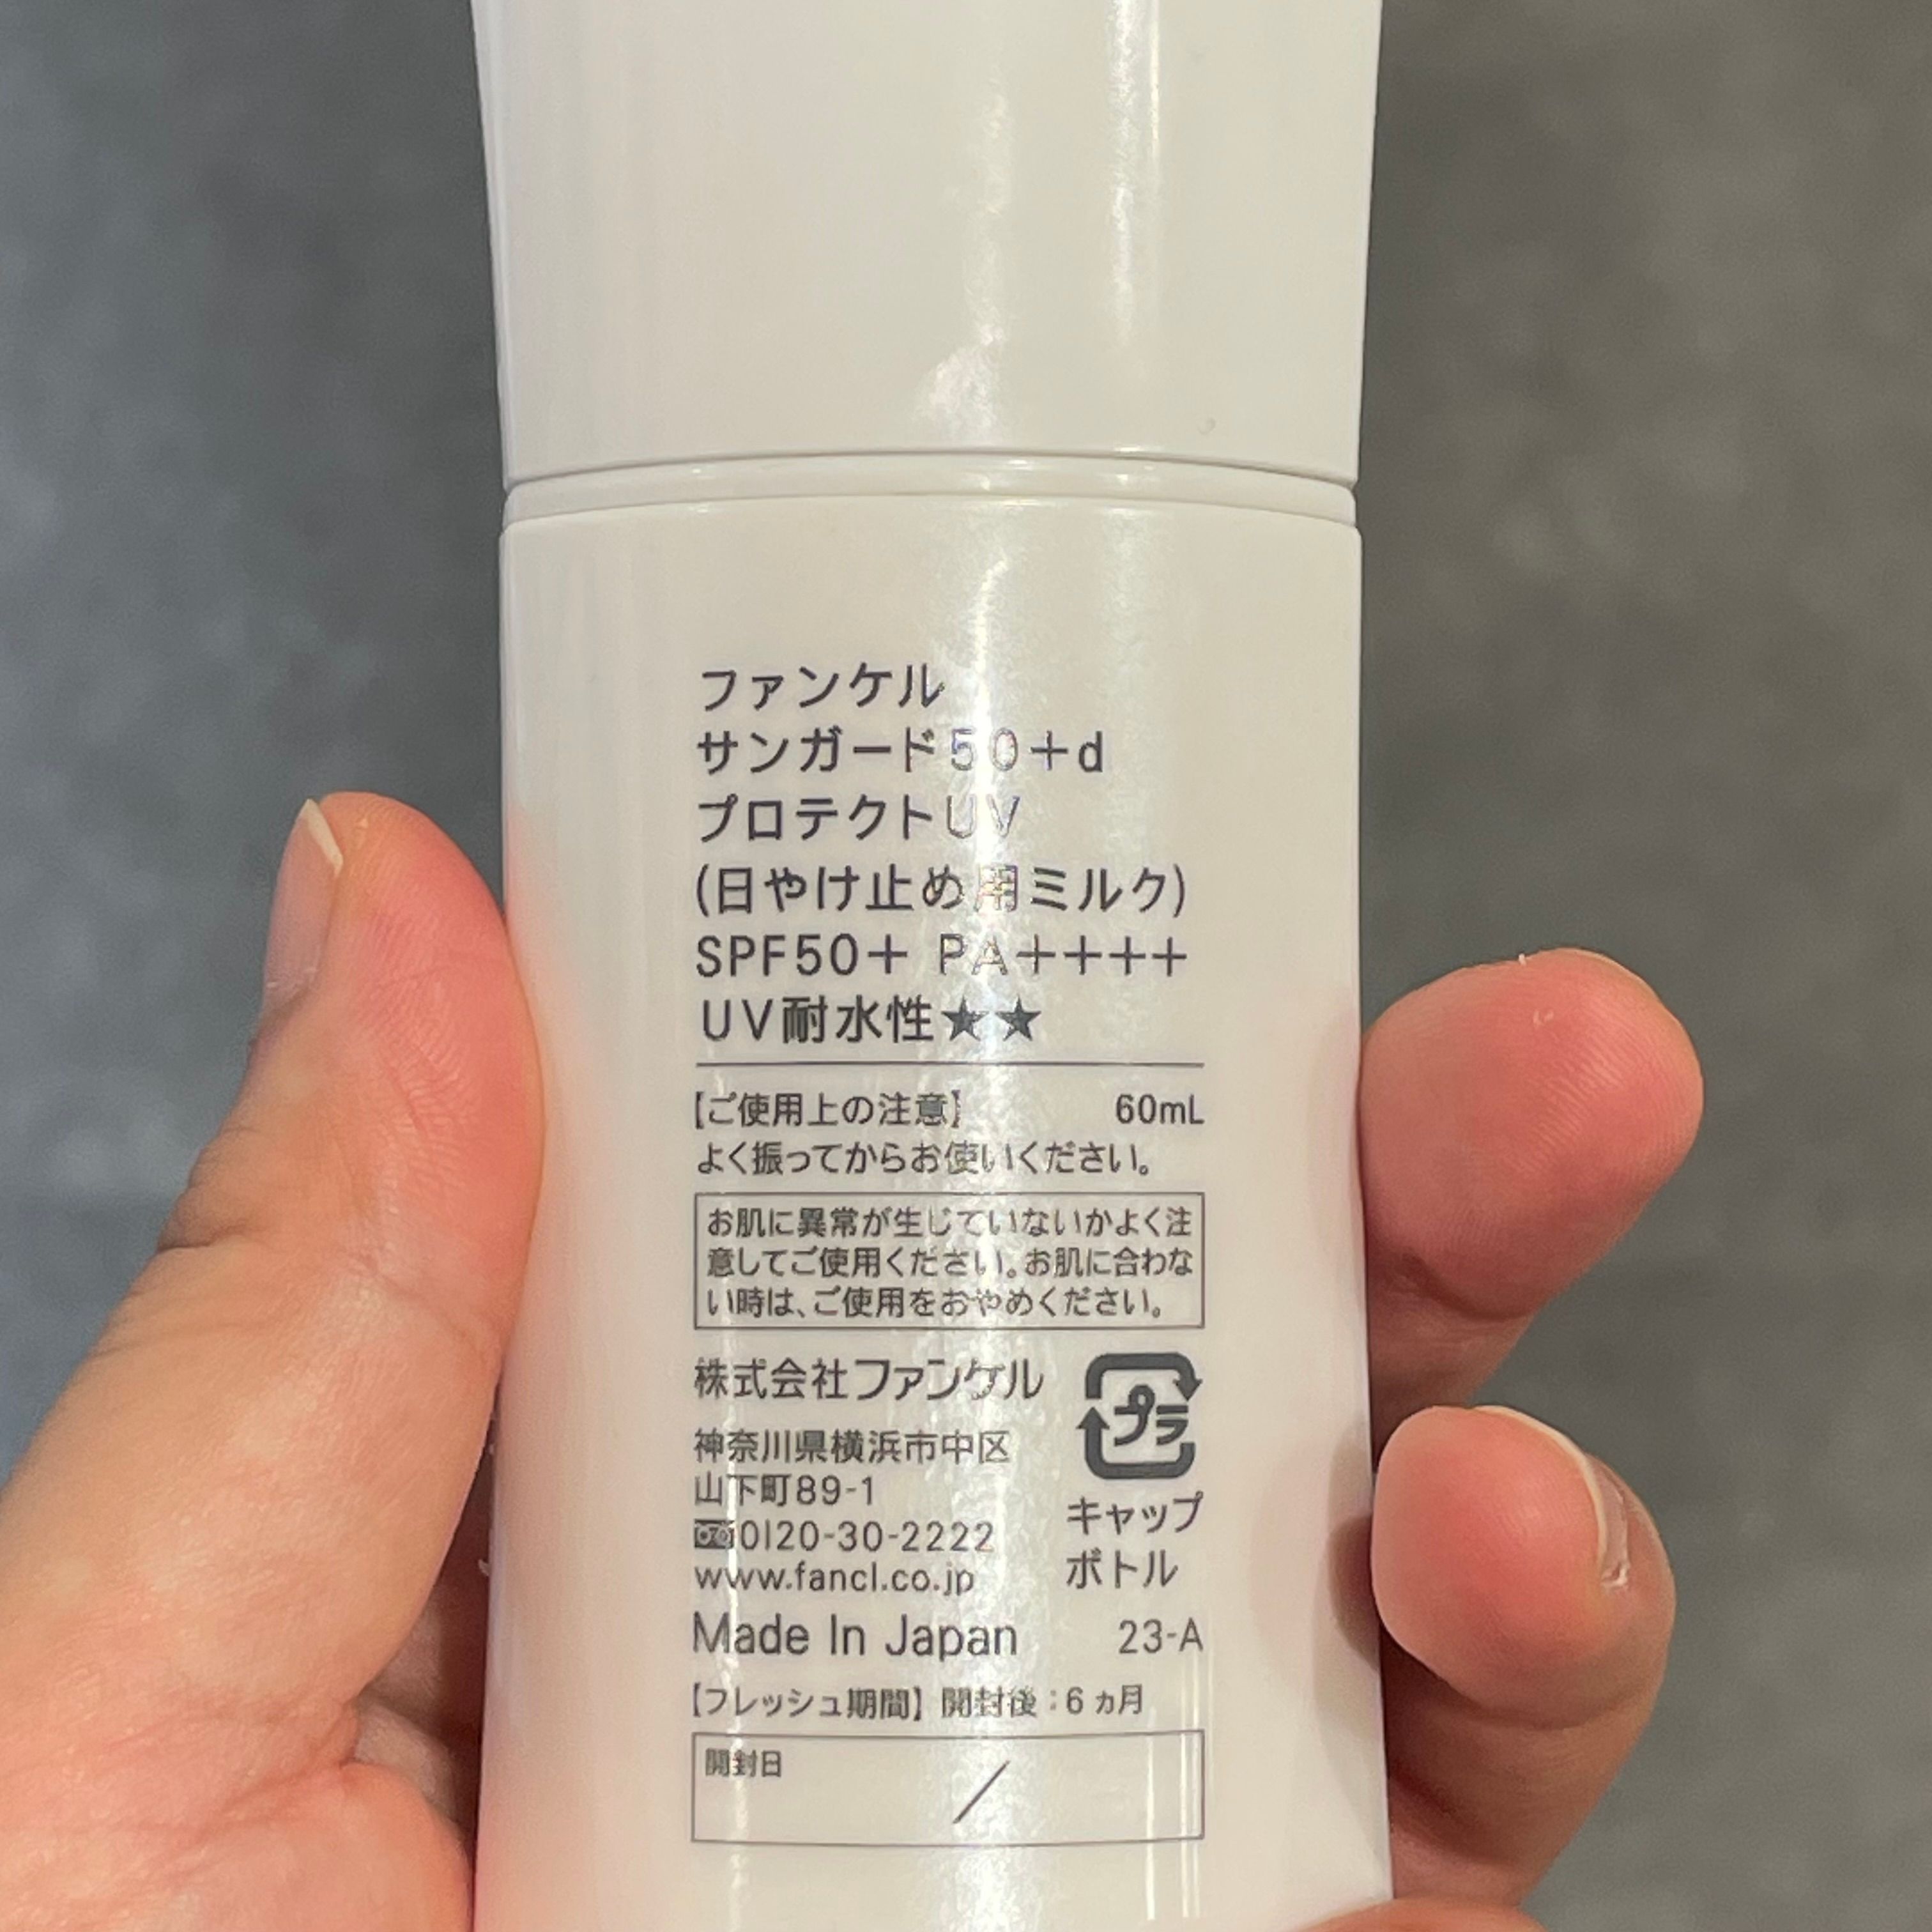 ファンケル
サンガード50+d
プロテクトUV
(日やけ止め用ミルク)
SPF50+ PA++++
UV耐水性★★
【ご使用上の注意】 60mL
よく振ってからお使いください。
お肌に異常が生じていないかよく注
意してご使用ください。お肌に合わな
い時は、ご使用をおやめください。
株式会社ファンケル
神奈川県横浜市中区
山下町89-1
0120-30-2222
www.fancl.co.jp
プラ
キャップ
ボトル
Made In Japan 23-A
【フレッシュ期間】 開封後:6ヵ月
開封日 /